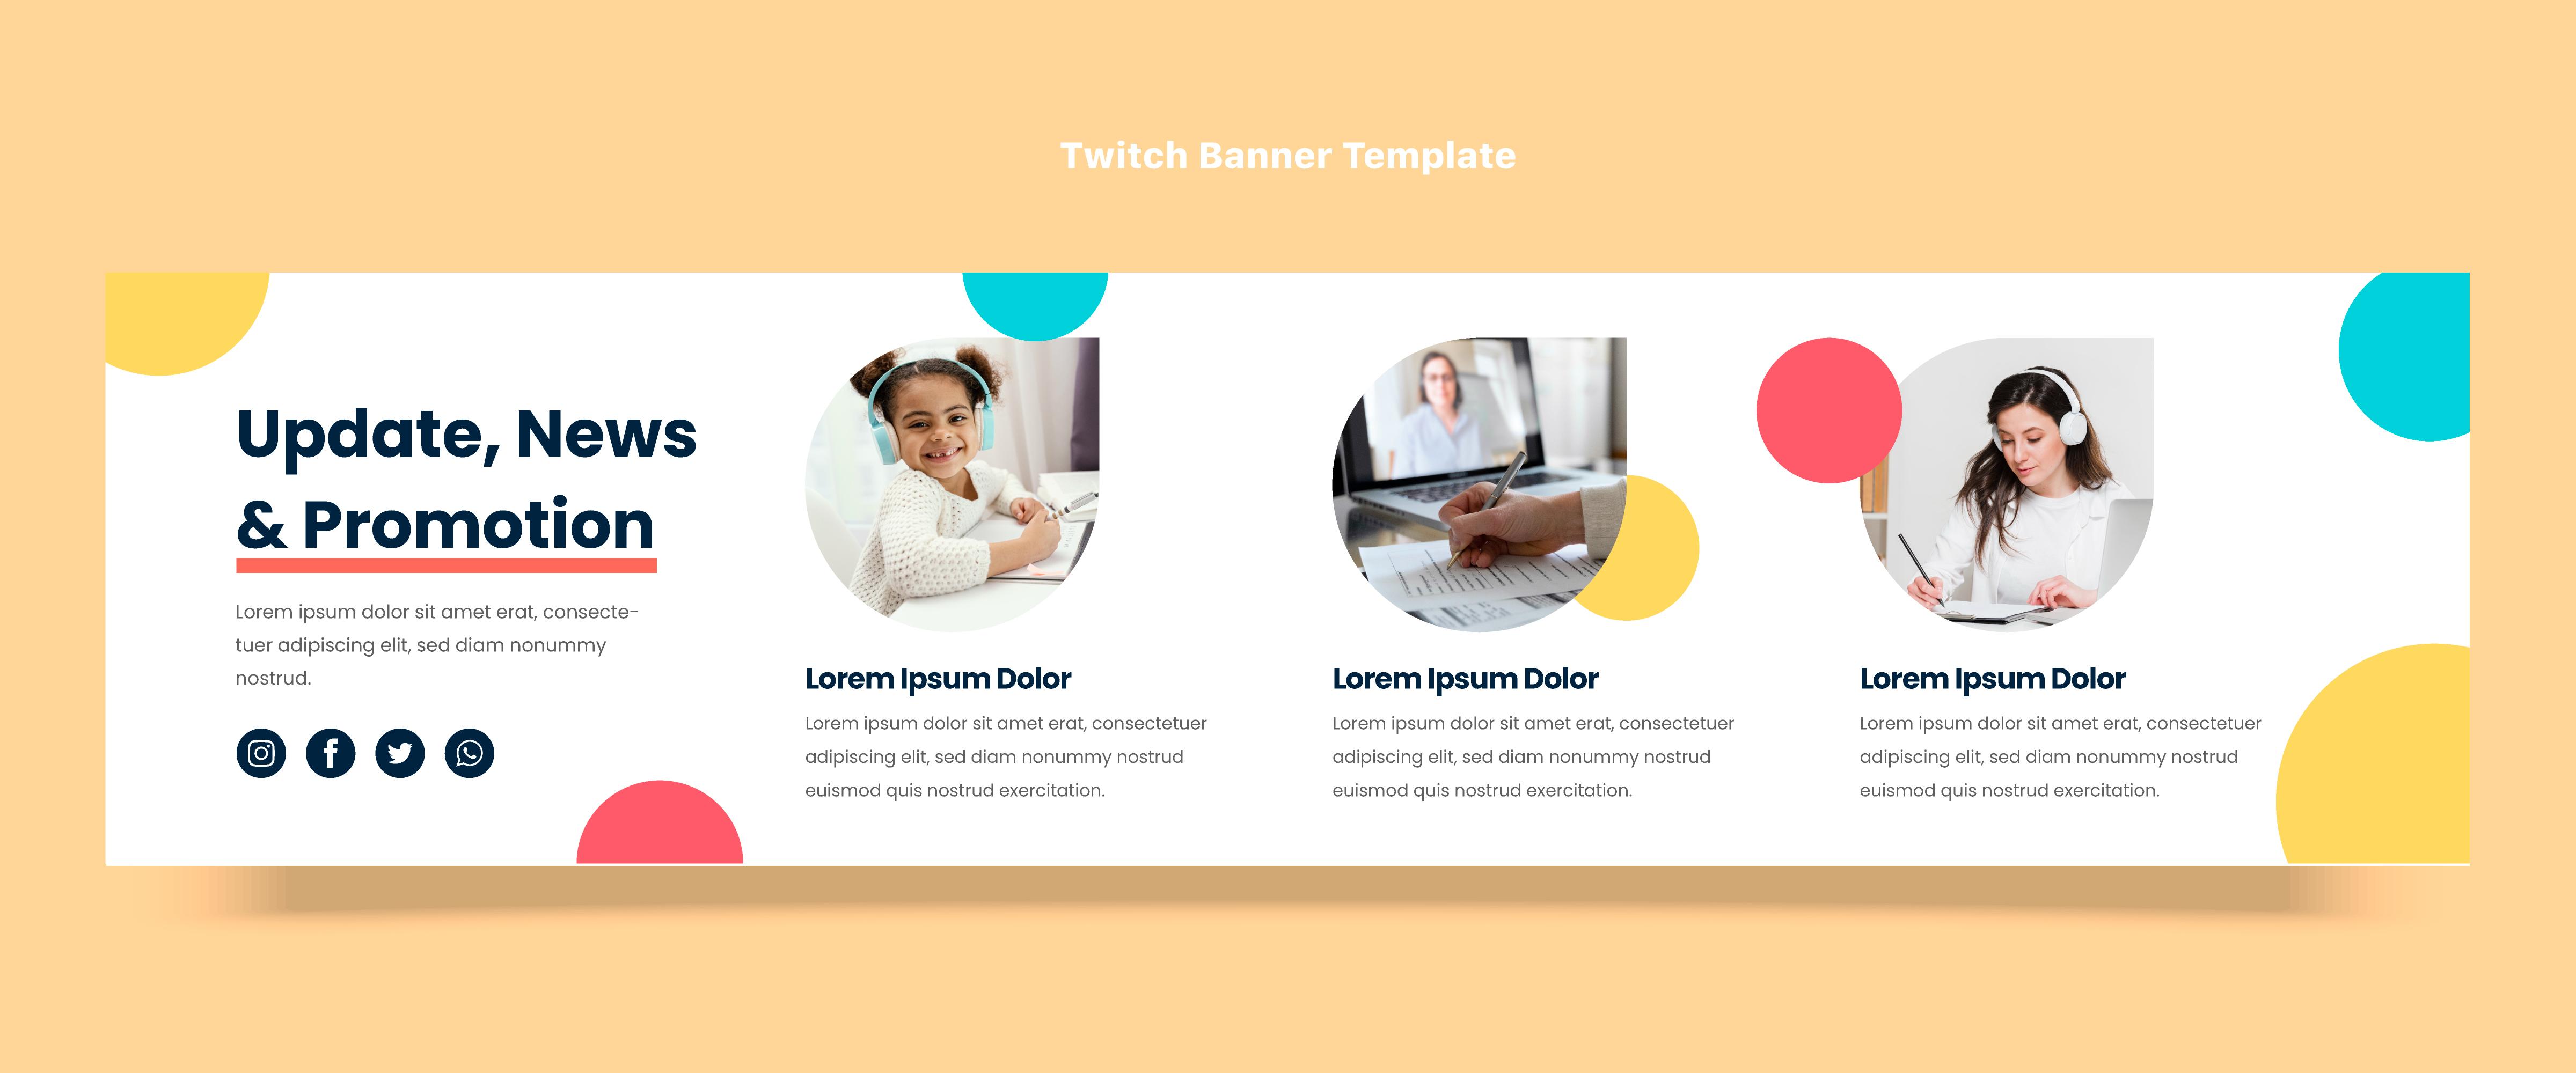 Twitch Banner Template
Update, News
& Promotion
Lorem ipsum dolor sit amet erat, consecte-
tuer adipiscing elit, sed diam nonummy
nostrud.
Lorem Ipsum Dolor
Lorem ipsum dolor sit amet erat, consectetuer
adipiscing elit, sed diam nonummy nostrud
euismod quis nostrud exercitation.
Lorem Ipsum Dolor
Lorem ipsum dolor sit amet erat, consectetuer
adipiscing elit, sed diam nonummy nostrud
euismod quis nostrud exercitation.
Lorem Ipsum Dolor
Lorem ipsum dolor sit amet erat, consectetuer
adipiscing elit, sed diam nonummy nostrud
euismod quis nostrud exercitation.